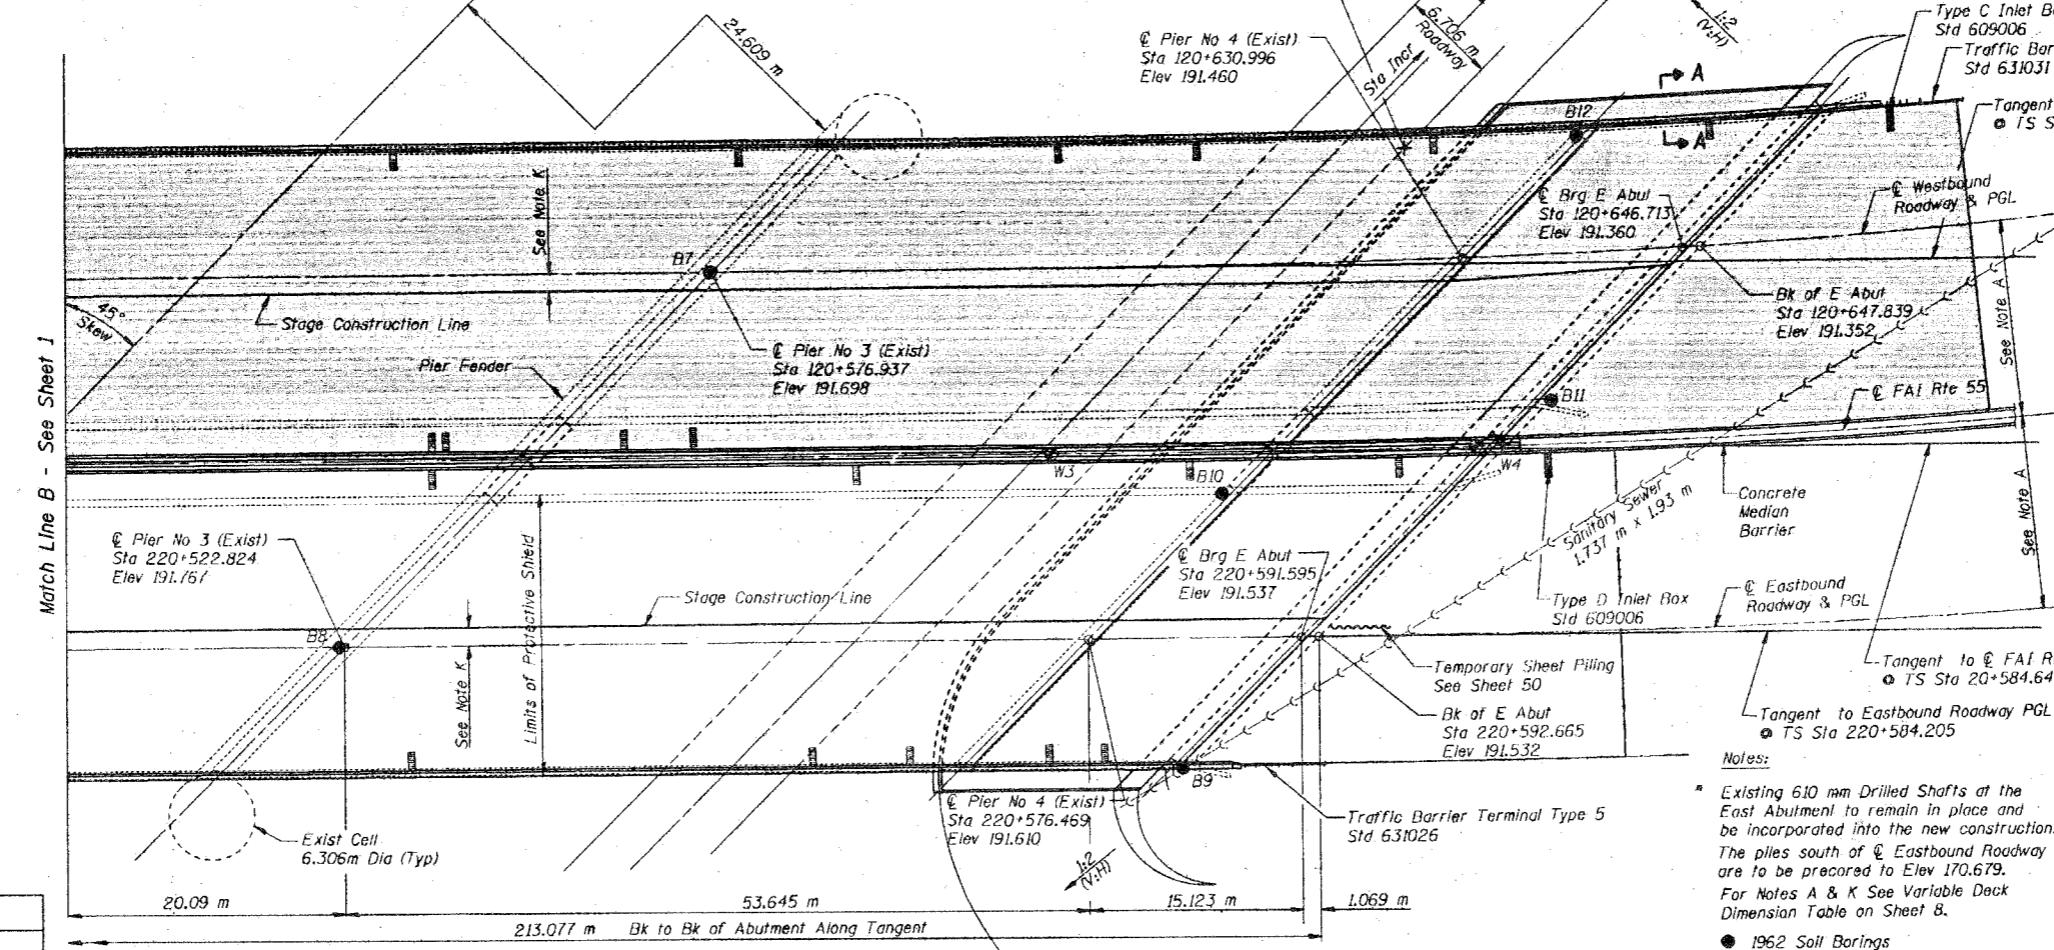 24.609 m
℄ Pier No 4 (Exist)
Sta 120+630.996
Elev 191.460
6.706 m
Roadway
Sta Incr
1:2
(V:H)
Type C Inlet B
Std 609006
Traffic Bar
Std 631031
Tangent
@ TS S
A
A
B12
℄ Brg E Abut
Sta 120+646.713
Elev 191.360
℄ Westbound
Roadway & PGL
See Note K
B7
45°
Skew
Stage Construction Line
Bk of E Abut
Sta 120+647.839
Elev 191.352
See Note A
Match Line B - See Sheet 1
Pier Fender
℄ Pier No 3 (Exist)
Sta 120+576.937
Elev 191.698
B11
℄ FAI Rte 55
W3
W4
B10
Sanitary Sewer
1.737 m x 1.93 m
Concrete
Median
Barrier
See Note A
℄ Pier No 3 (Exist)
Sta 220+522.824
Elev 191.767
Limits of Protective Shield
℄ Brg E Abut
Sta 220+591.595
Elev 191.537
Stage Construction Line
Type D Inlet Box
Std 609006
℄ Eastbound
Roadway & PGL
B8
See Note K
Temporary Sheet Piling
See Sheet 50
Tangent to ℄ FAI R
@ TS Sta 20+584.64
Bk of E Abut
Sta 220+592.665
Elev 191.532
Tangent to Eastbound Roadway PGL
@ TS Sta 220+584.205
B9
℄ Pier No 4 (Exist)
Sta 220+576.469
Elev 191.610
Traffic Barrier Terminal Type 5
Std 631026
Exist Cell
6.306m Dia (Typ)
1:2
(V:H)
Notes:
* Existing 610 mm Drilled Shafts at the
East Abutment to remain in place and
be incorporated into the new construction.
The piles south of ℄ Eastbound Roadway
are to be precored to Elev 170.679.
For Notes A & K See Variable Deck
Dimension Table on Sheet 8.
● 1962 Soil Borings
20.09 m
53.645 m
15.123 m
1.069 m
213.077 m Bk to Bk of Abutment Along Tangent